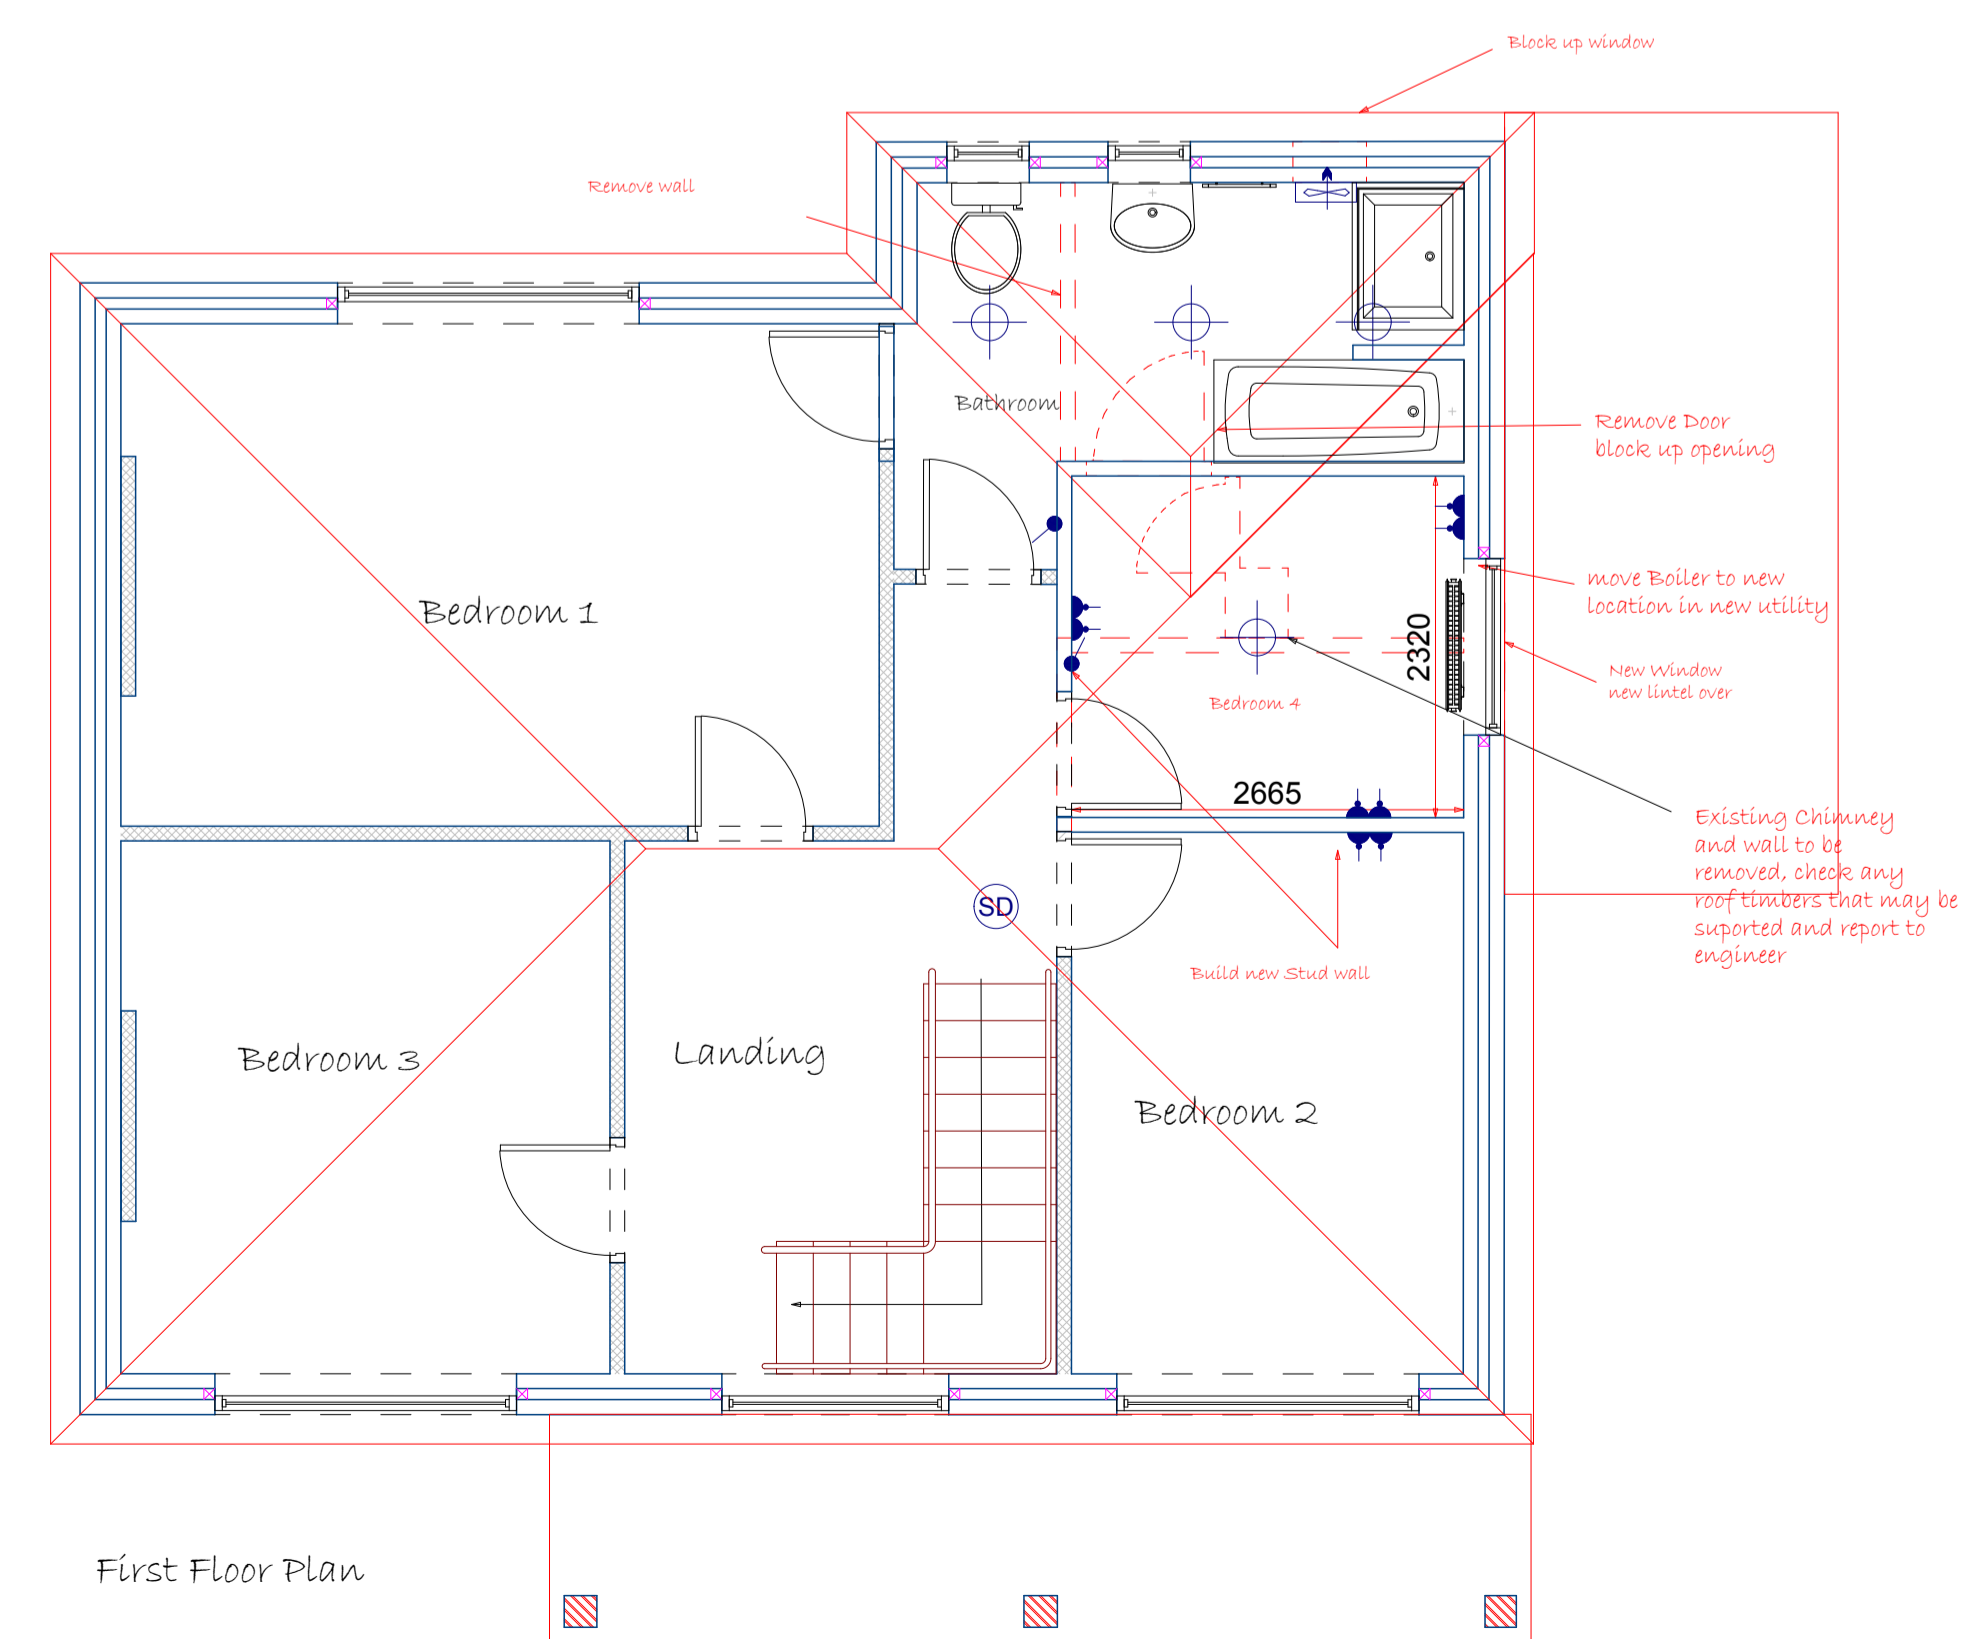 Block up window
Remove wall
Bathroom
Remove Door
block up opening
Bedroom 1
move Boiler to new
location in new utility
2320
New Window
new lintel over
Bedroom 4
2665
Existing Chimney
and wall to be
removed, check any
roof timbers that may be
suported and report to
engineer
SD
Build new Stud wall
Bedroom 3
Landing
Bedroom 2
First Floor Plan